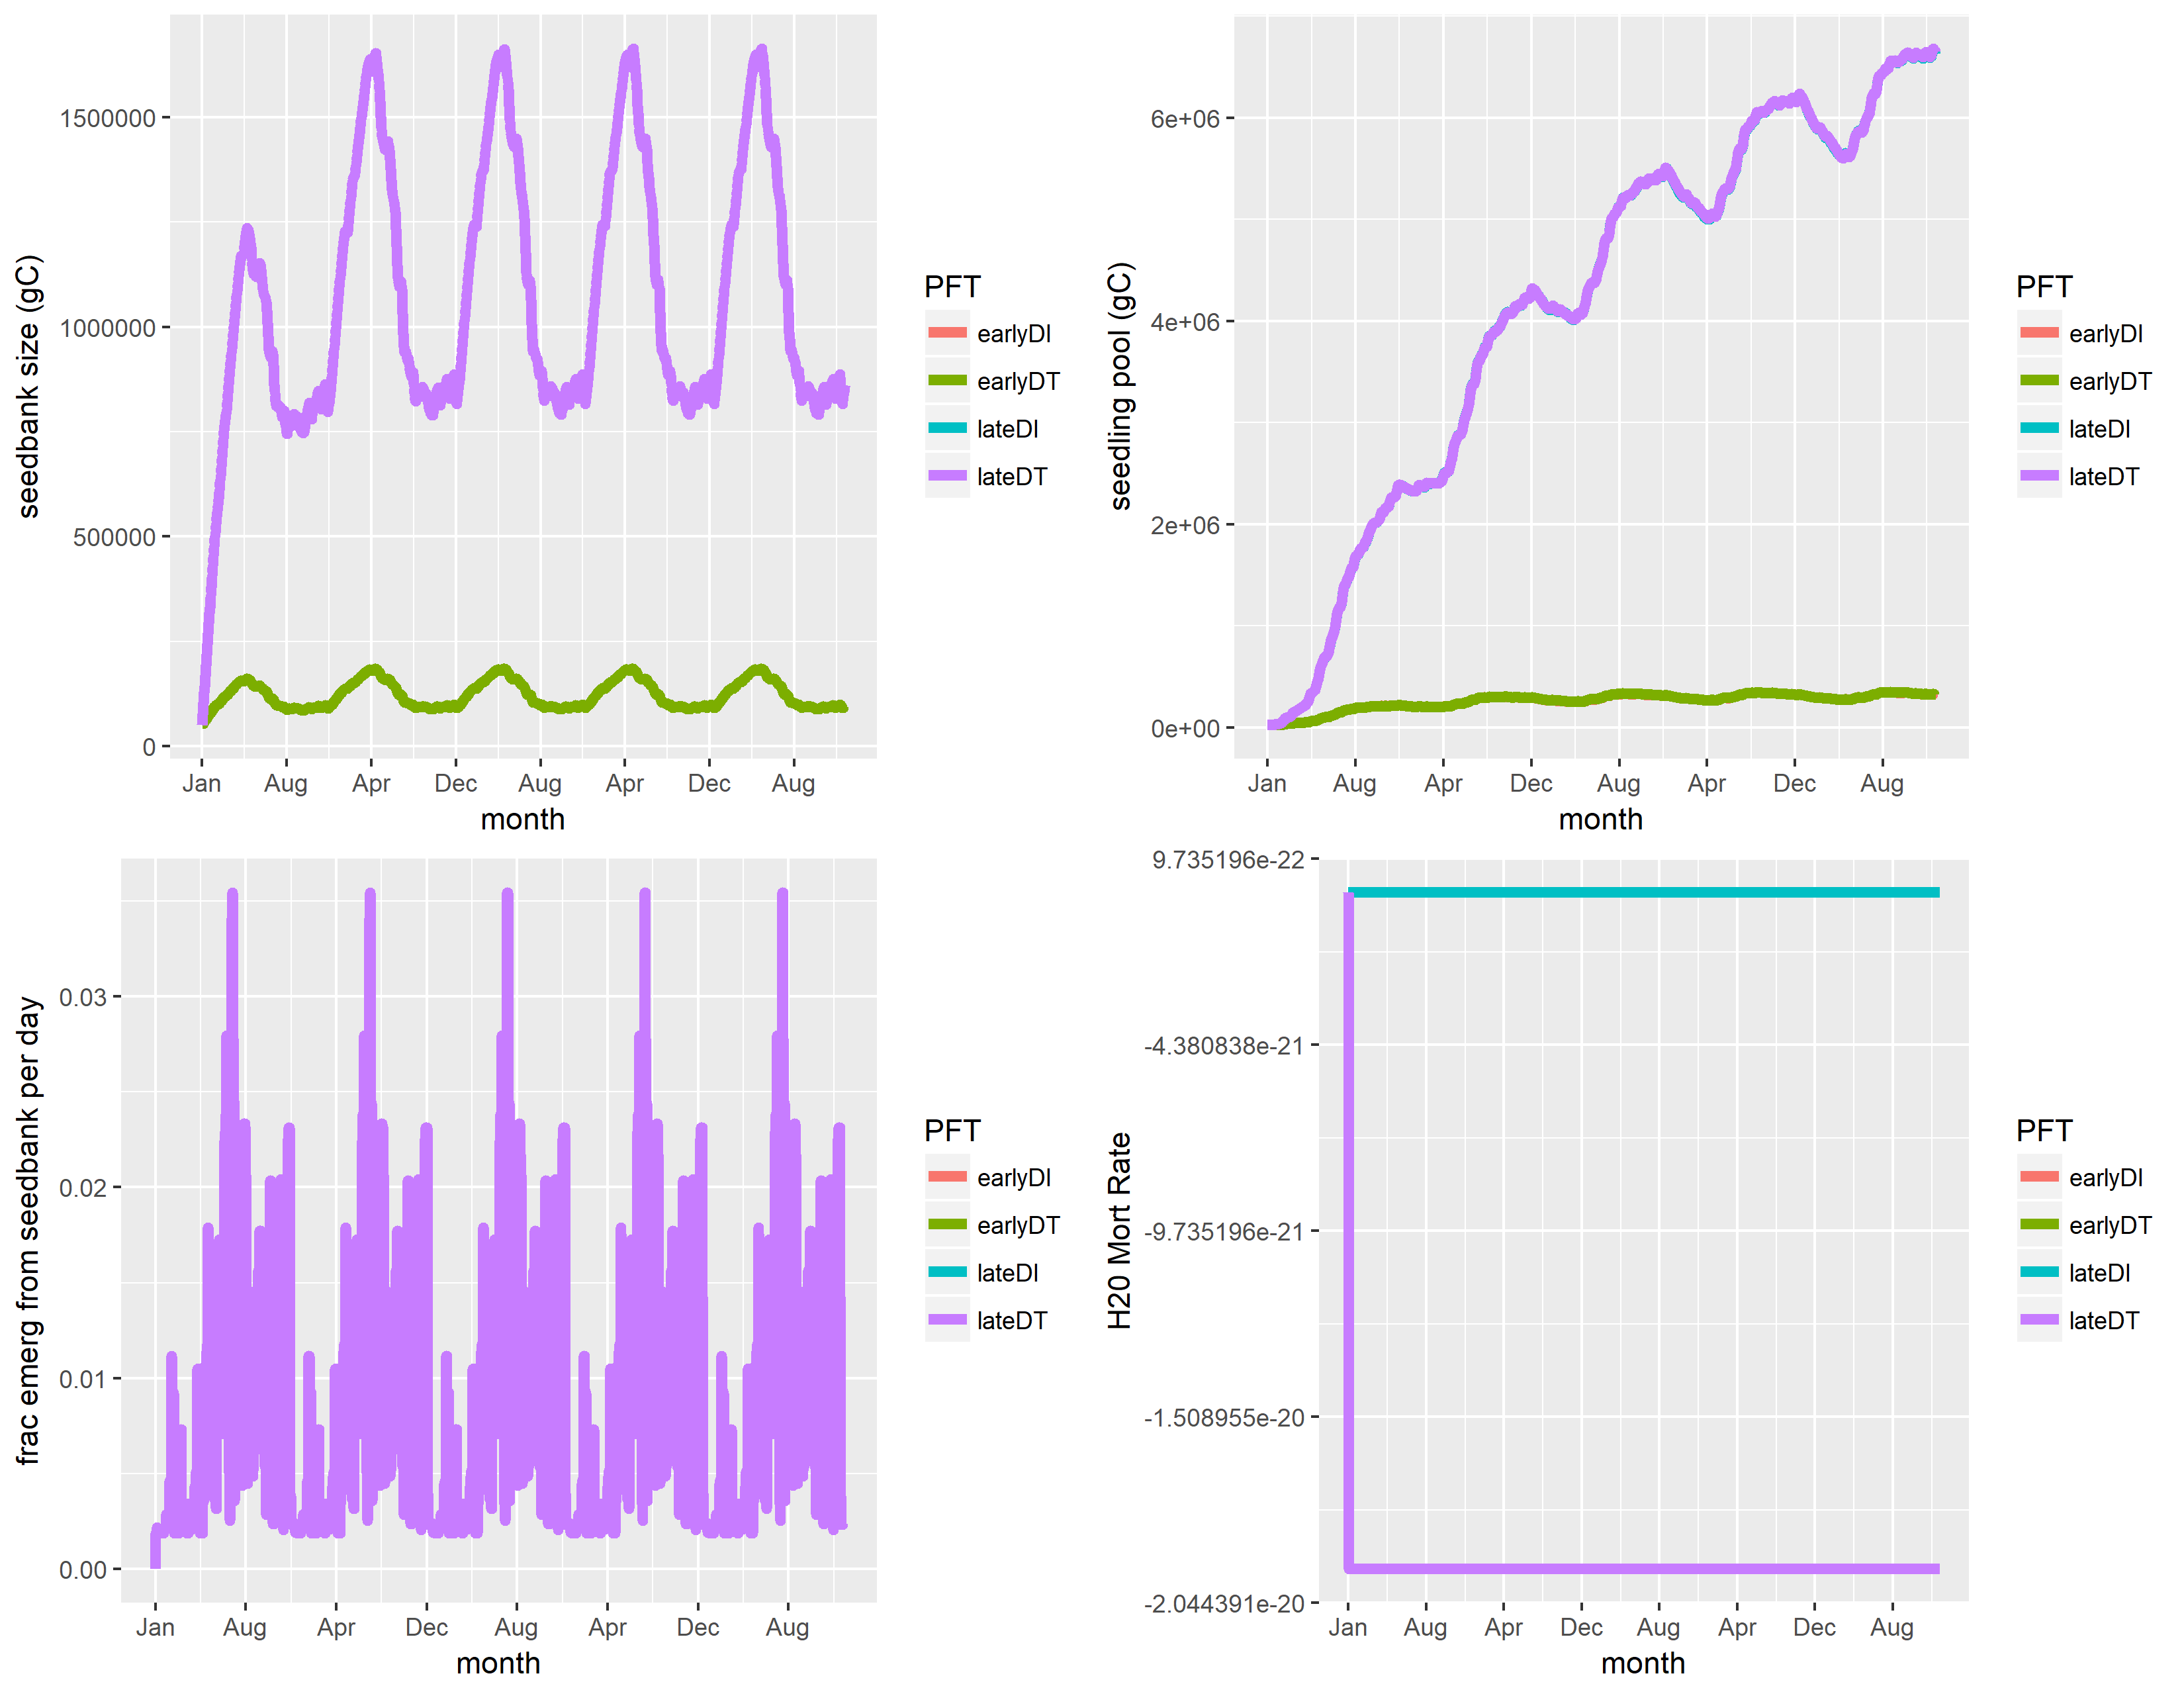 seedbank size (gC)
1500000
1000000
500000
0
Jan Aug Apr Dec Aug Apr Dec Aug
month
PFT
earlyDI
earlyDT
lateDI
lateDT
seedling pool (gC)
6e+06
4e+06
2e+06
0e+00
Jan Aug Apr Dec Aug Apr Dec Aug
month
PFT
earlyDI
earlyDT
lateDI
lateDT
frac emerg from seedbank per day
0.03
0.02
0.01
0.00
Jan Aug Apr Dec Aug Apr Dec Aug
month
PFT
earlyDI
earlyDT
lateDI
lateDT
H20 Mort Rate
9.735196e-22
-4.380838e-21
-9.735196e-21
-1.508955e-20
-2.044391e-20
Jan Aug Apr Dec Aug Apr Dec Aug
month
PFT
earlyDI
earlyDT
lateDI
lateDT